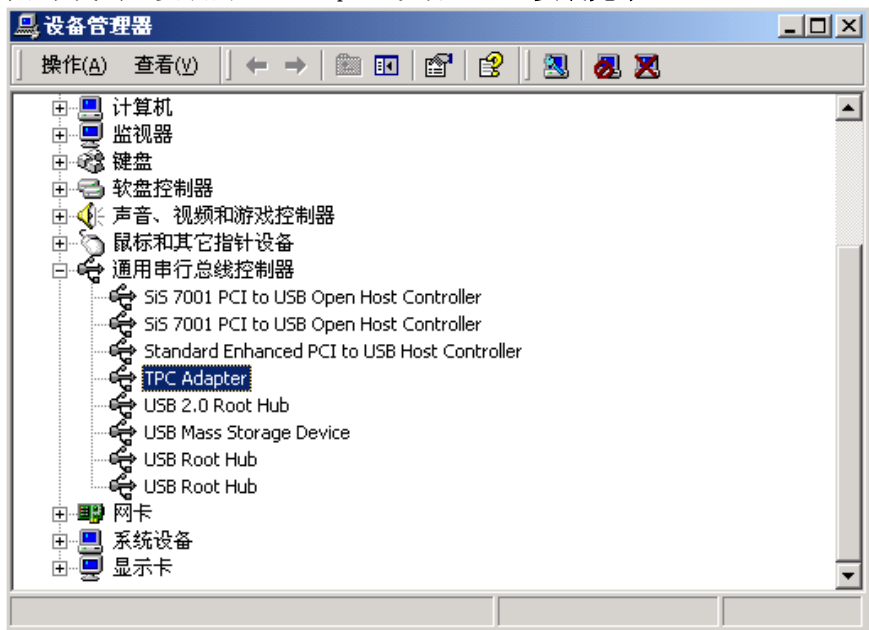 设备管理器
操作(A) 查看(V)
计算机
监视器
键盘
软盘控制器
声音、视频和游戏控制器
鼠标和其它指针设备
通用串行总线控制器
SiS 7001 PCI to USB Open Host Controller
SiS 7001 PCI to USB Open Host Controller
Standard Enhanced PCI to USB Host Controller
TPC Adapter
USB 2.0 Root Hub
USB Mass Storage Device
USB Root Hub
USB Root Hub
网卡
系统设备
显示卡